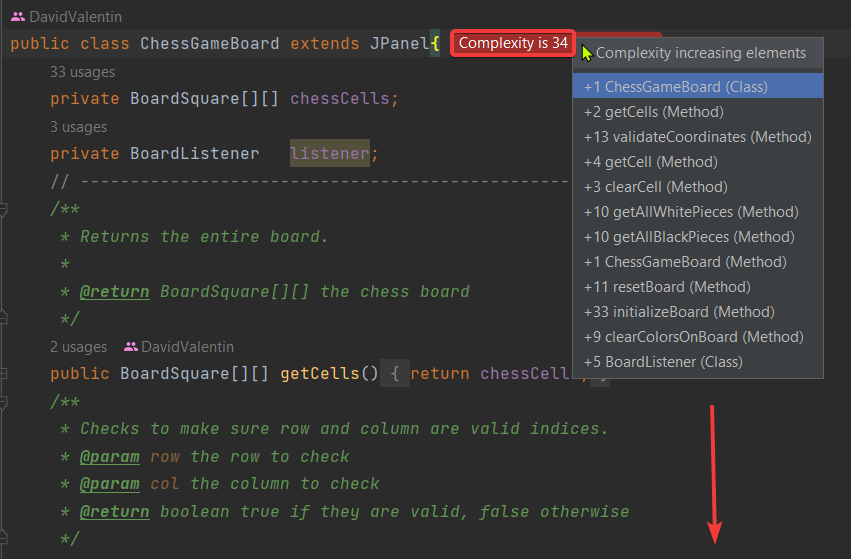 DavidValentin
public class ChessGameBoard extends JPanel{ Complexity is 34
Complexity increasing elements
+1 ChessGameBoard (Class)
+2 getCells (Method)
+13 validateCoordinates (Method)
+4 getCell (Method)
+3 clearCell (Method)
+10 getAllWhitePieces (Method)
+10 getAllBlackPieces (Method)
+1 ChessGameBoard (Method)
+11 resetBoard (Method)
+33 initializeBoard (Method)
+9 clearColorsOnBoard (Method)
+5 BoardListener (Class)
33 usages
private BoardSquare[][] chessCells;
3 usages
private BoardListener listener;
// -------------------------------------------------
/**
* Returns the entire board.
*
* @return BoardSquare[][] the chess board
*/
2 usages DavidValentin
public BoardSquare[][] getCells() { return chessCells; }
/**
* Checks to make sure row and column are valid indices.
* @param row the row to check
* @param col the column to check
* @return boolean true if they are valid, false otherwise
*/